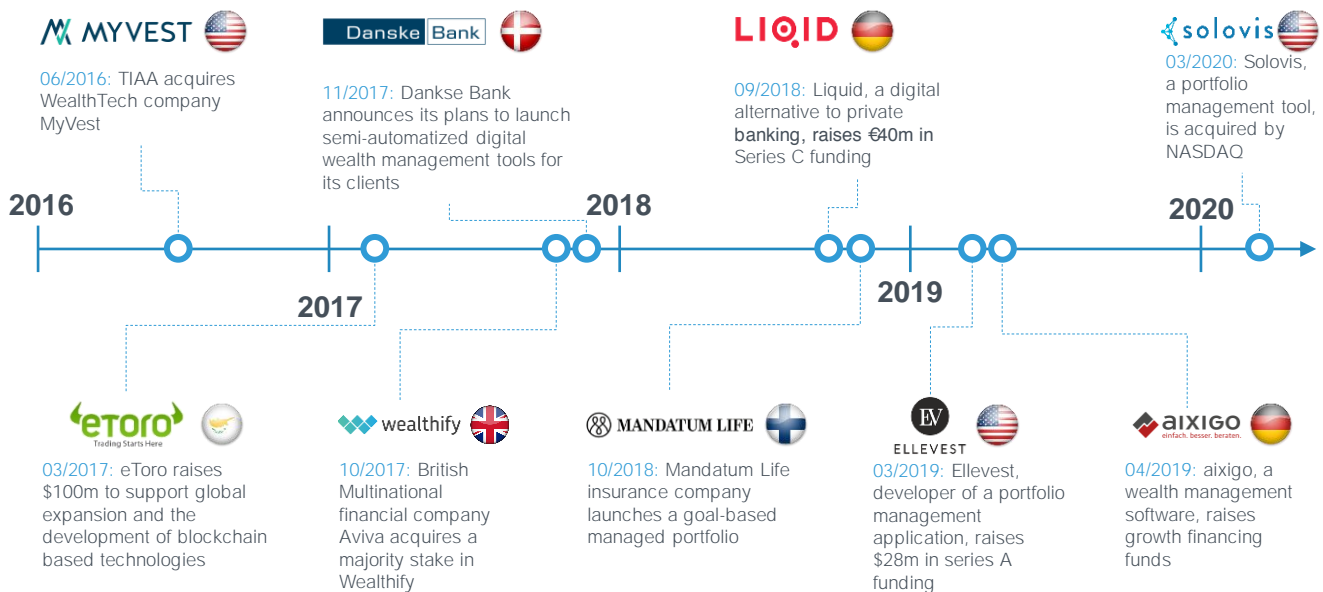 MYVEST
06/2016: TIAA acquires
WealthTech company
MyVest
Danske Bank
11/2017: Dankse Bank
announces its plans to launch
semi-automatized digital
wealth management tools for
its clients
LIQID
09/2018: Liquid, a digital
alternative to private
banking, raises €40m in
Series C funding
solovis
03/2020: Solovis,
a portfolio
management tool,
is acquired by
NASDAQ
2016
2018
2020
2017
2019
eToro
Trading Starts Here
03/2017: eToro raises
$100m to support global
expansion and the
development of blockchain
based technologies
wealthify
10/2017: British
Multinational
financial company
Aviva acquires a
majority stake in
Wealthify
MANDATUM LIFE
10/2018: Mandatum Life
insurance company
launches a goal-based
managed portfolio
EV
ELLEVEST
03/2019: Ellevest,
developer of a portfolio
management
application, raises
$28m in series A
funding
aixigo
einfach. besser. beraten.
04/2019: aixigo, a
wealth management
software, raises
growth financing
funds